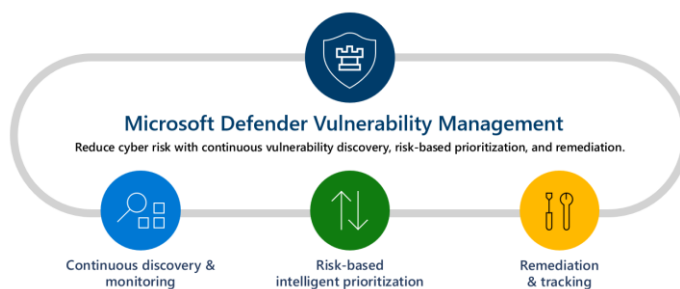 Microsoft Defender Vulnerability Management
Reduce cyber risk with continuous vulnerability discovery, risk-based prioritization, and remediation.
Continuous discovery &
monitoring
Risk-based
intelligent prioritization
Remediation
& tracking